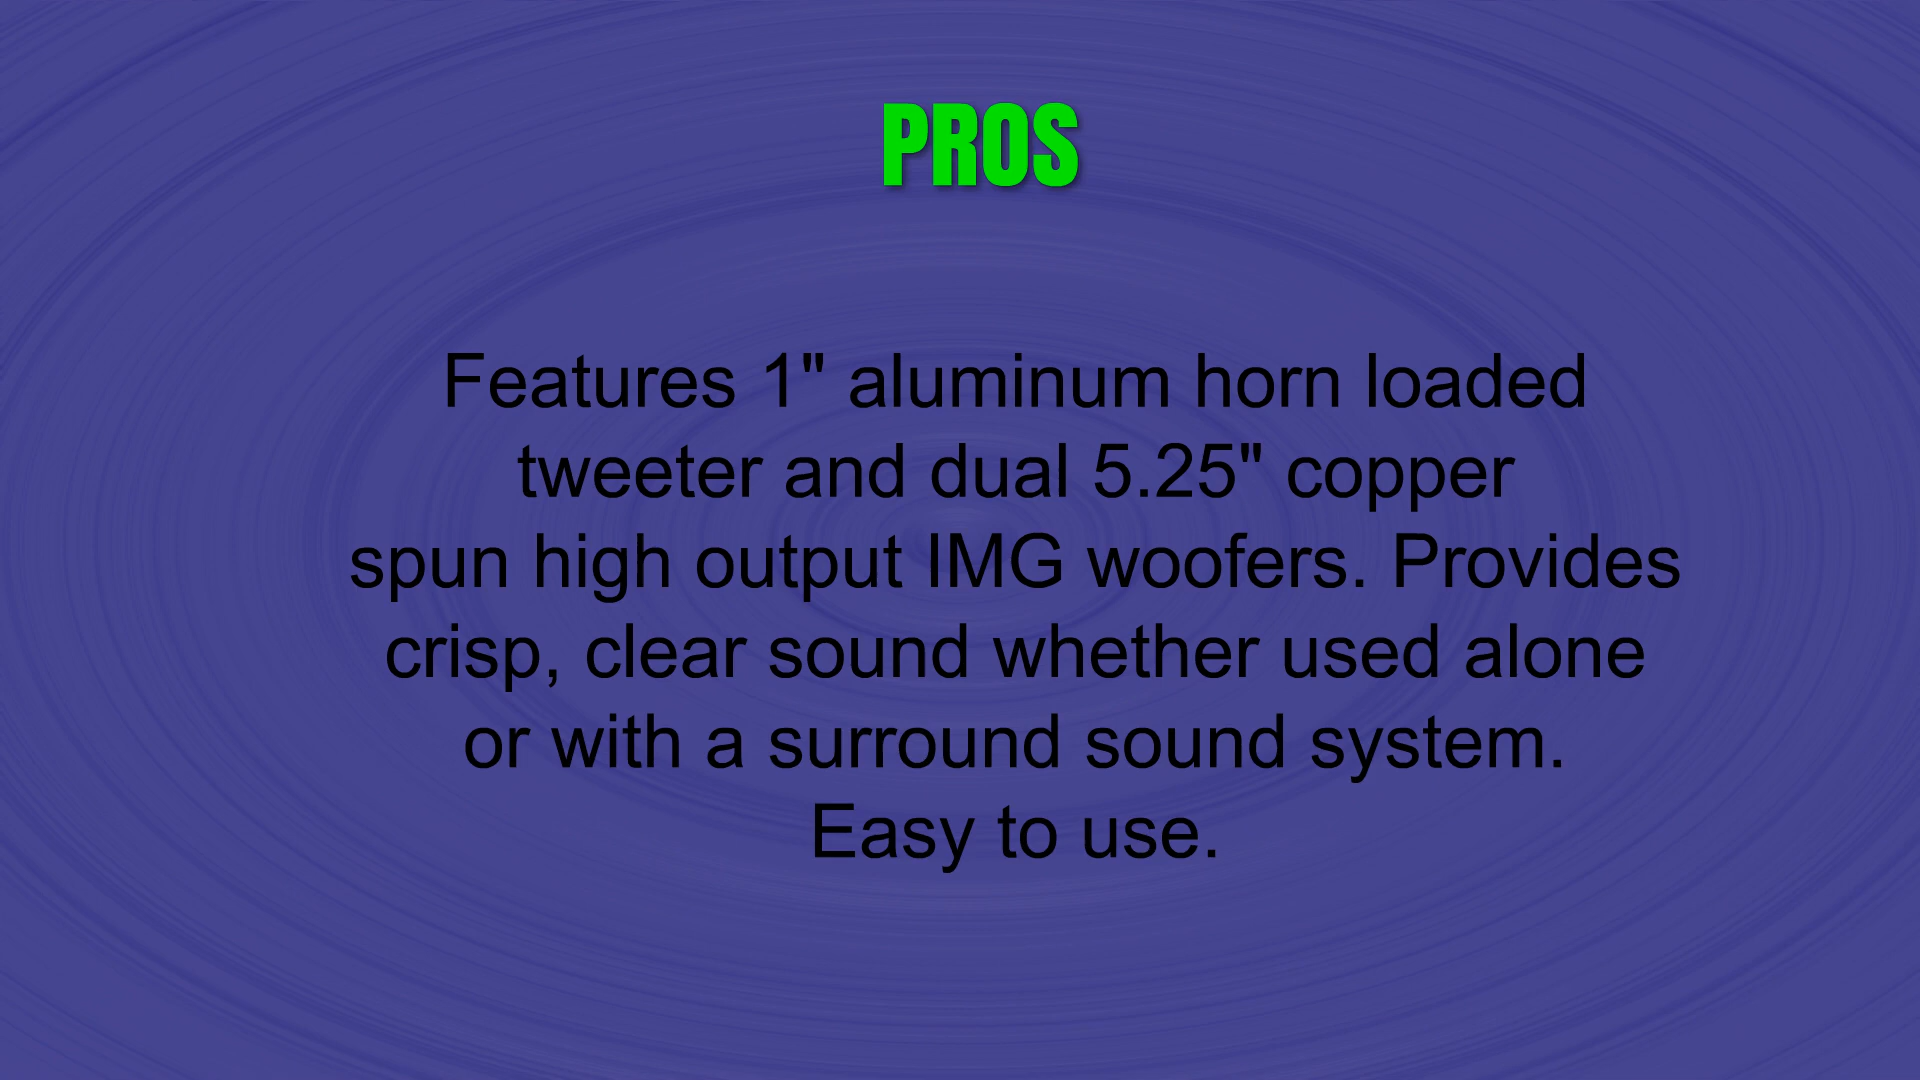 PROS
Features 1" aluminum horn loaded
tweeter and dual 5.25" copper
spun high output IMG woofers. Provides
crisp, clear sound whether used alone
or with a surround sound system.
Easy to use.